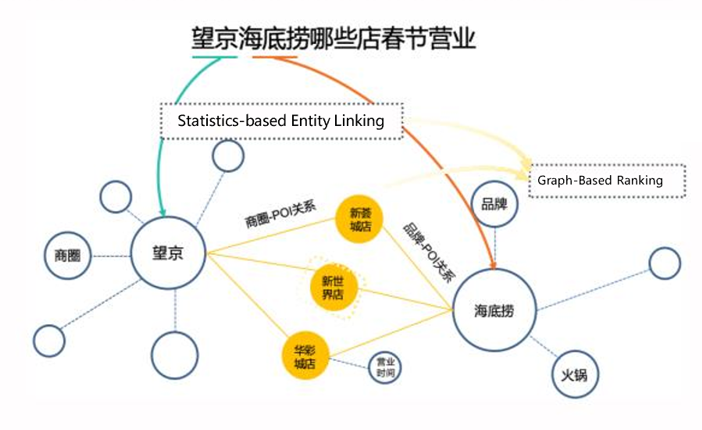 望京海底捞哪些店春节营业
Statistics-based Entity Linking
Graph-Based Ranking
商圈-POI关系
新荟
城店
品牌-POI关系
品牌
商圈
望京
新世
界店
海底捞
华彩
城店
营业
时间
火锅